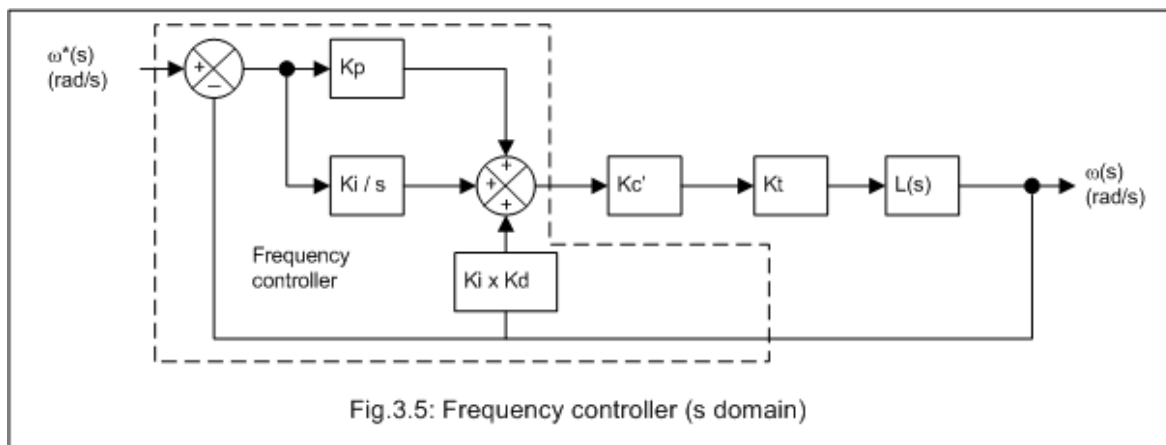 ω*(s)
(rad/s)
+
–
Kp
Ki / s
+
+
+
Kc'
Kt
L(s)
ω(s)
(rad/s)
Frequency
controller
Ki x Kd
Fig.3.5: Frequency controller (s domain)